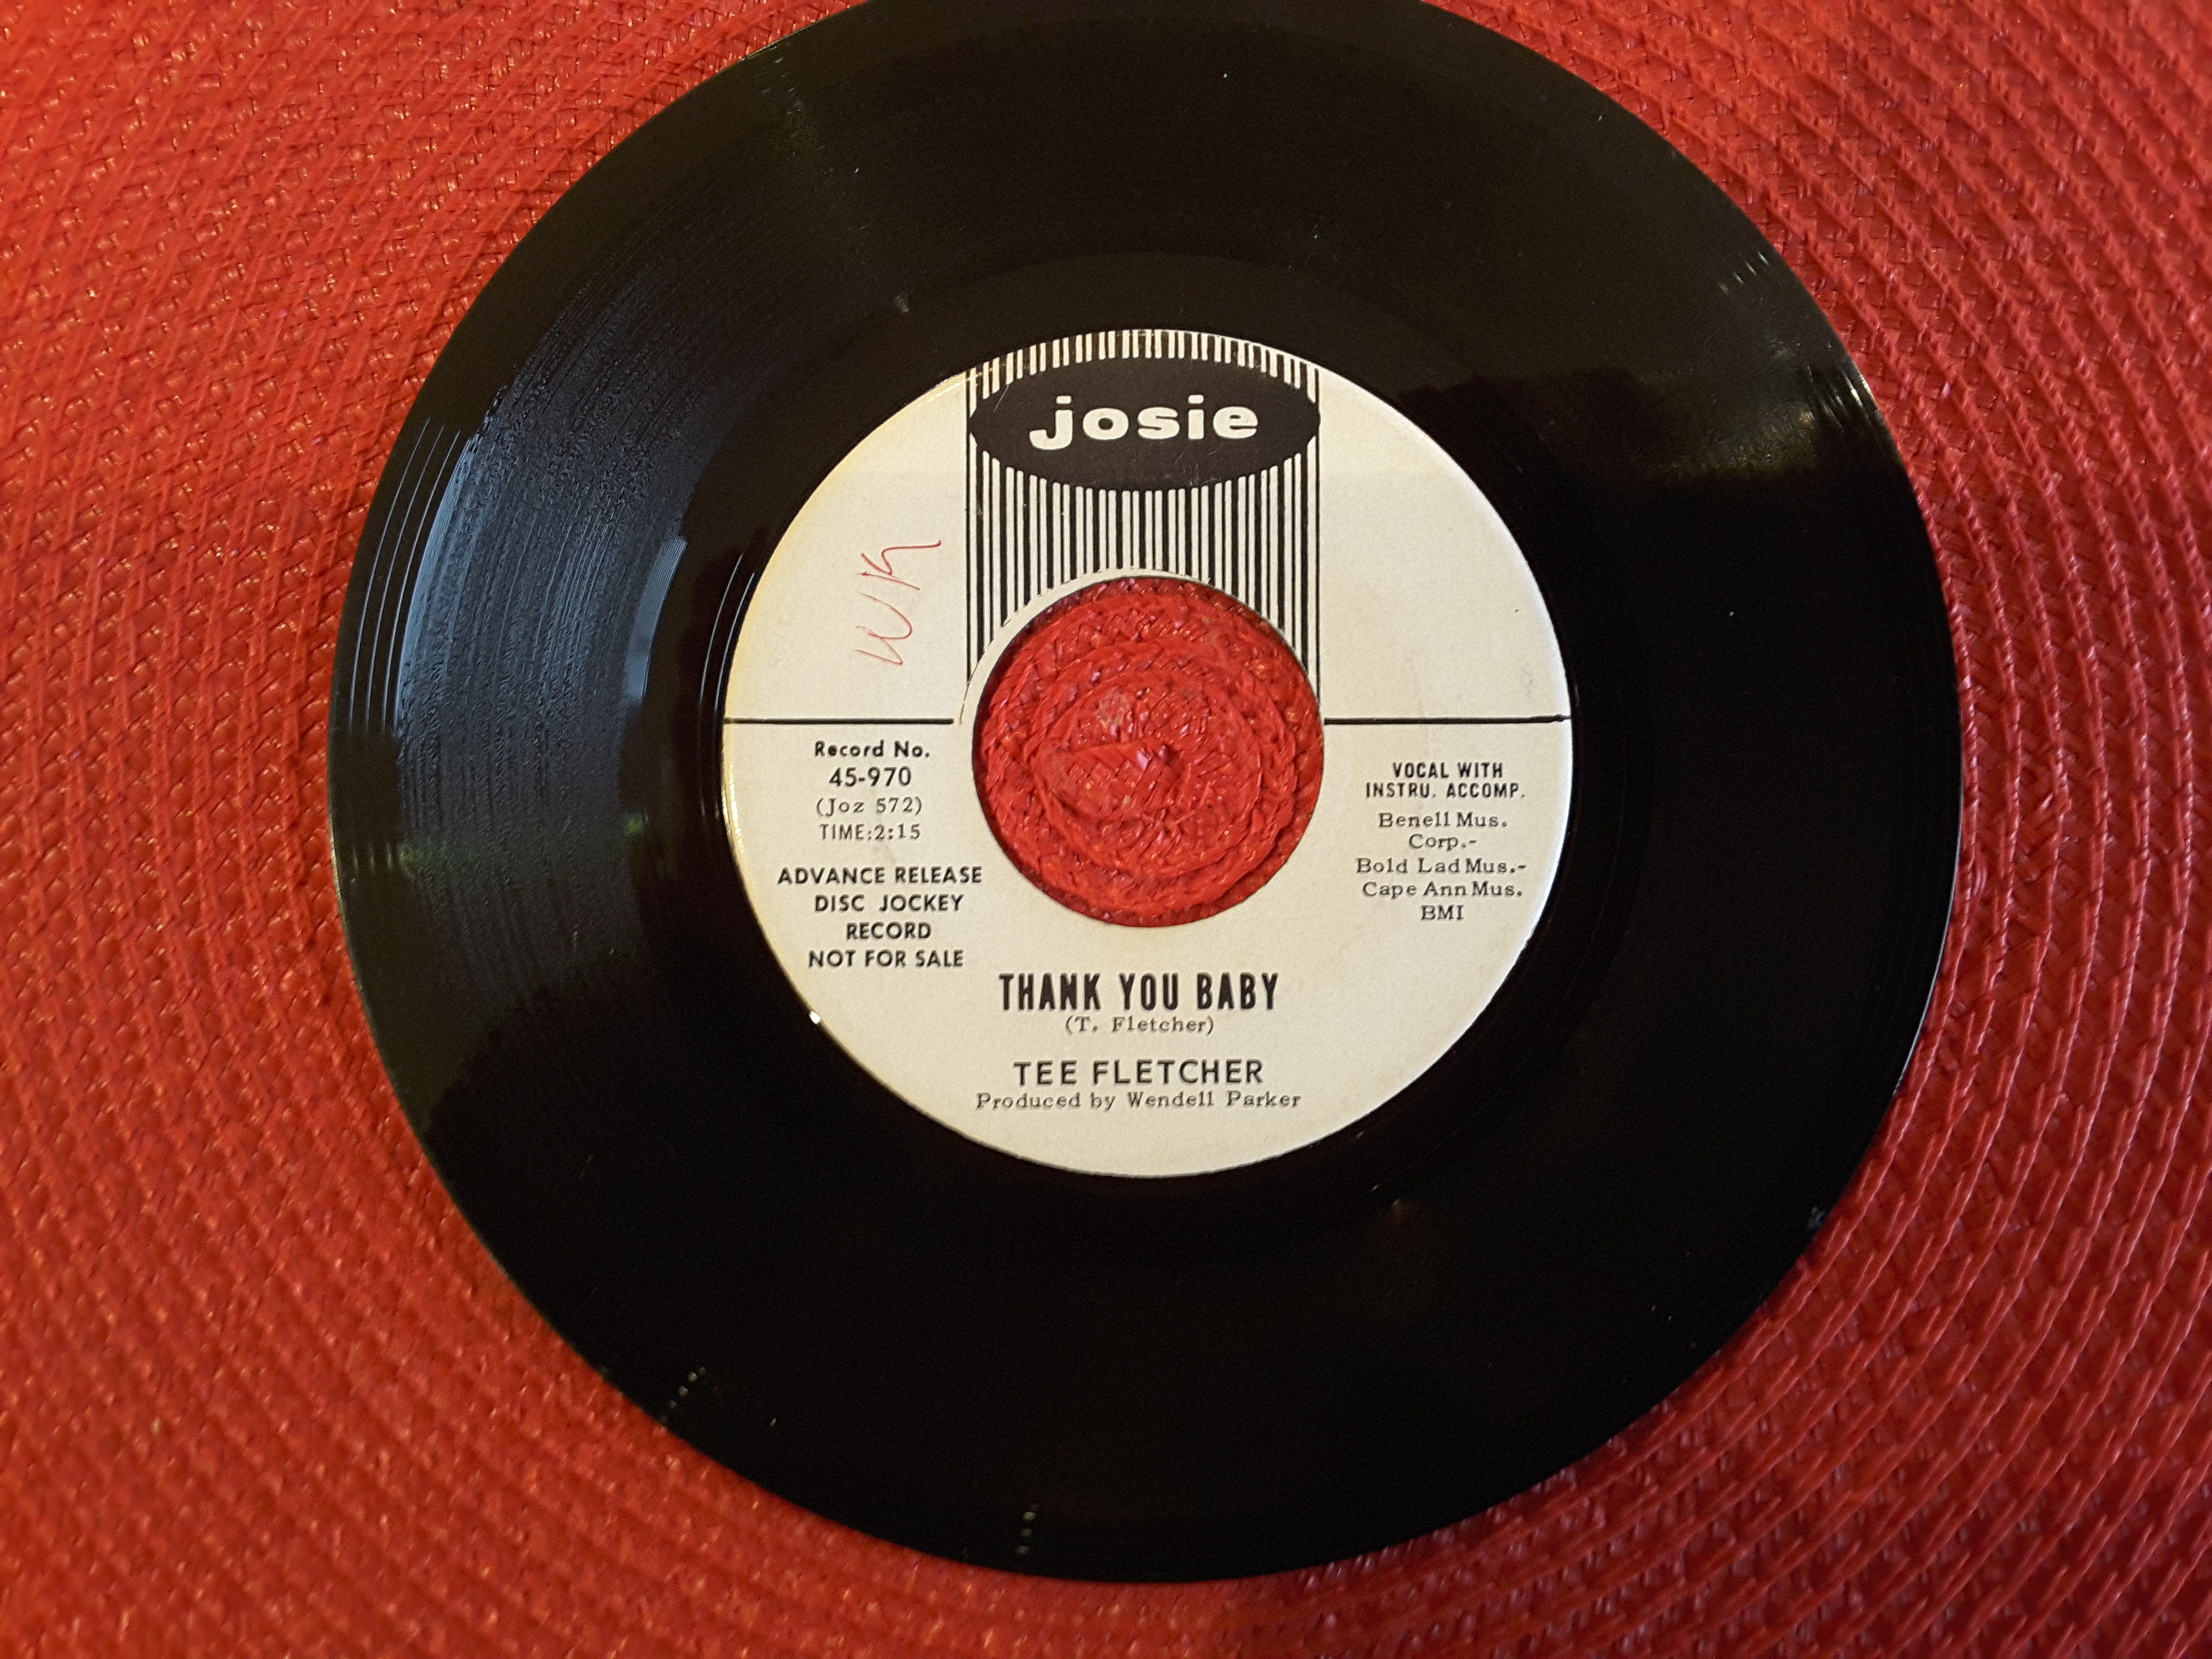 josie
WK
Record No.
45-970
(Joz 572)
TIME:2:15
ADVANCE RELEASE
DISC JOCKEY
RECORD
NOT FOR SALE
VOCAL WITH
INSTRU. ACCOMP.
Benell Mus.
Corp.-
Bold Lad Mus.-
Cape Ann Mus.
BMI
THANK YOU BABY
(T. Fletcher)
TEE FLETCHER
Produced by Wendell Parker